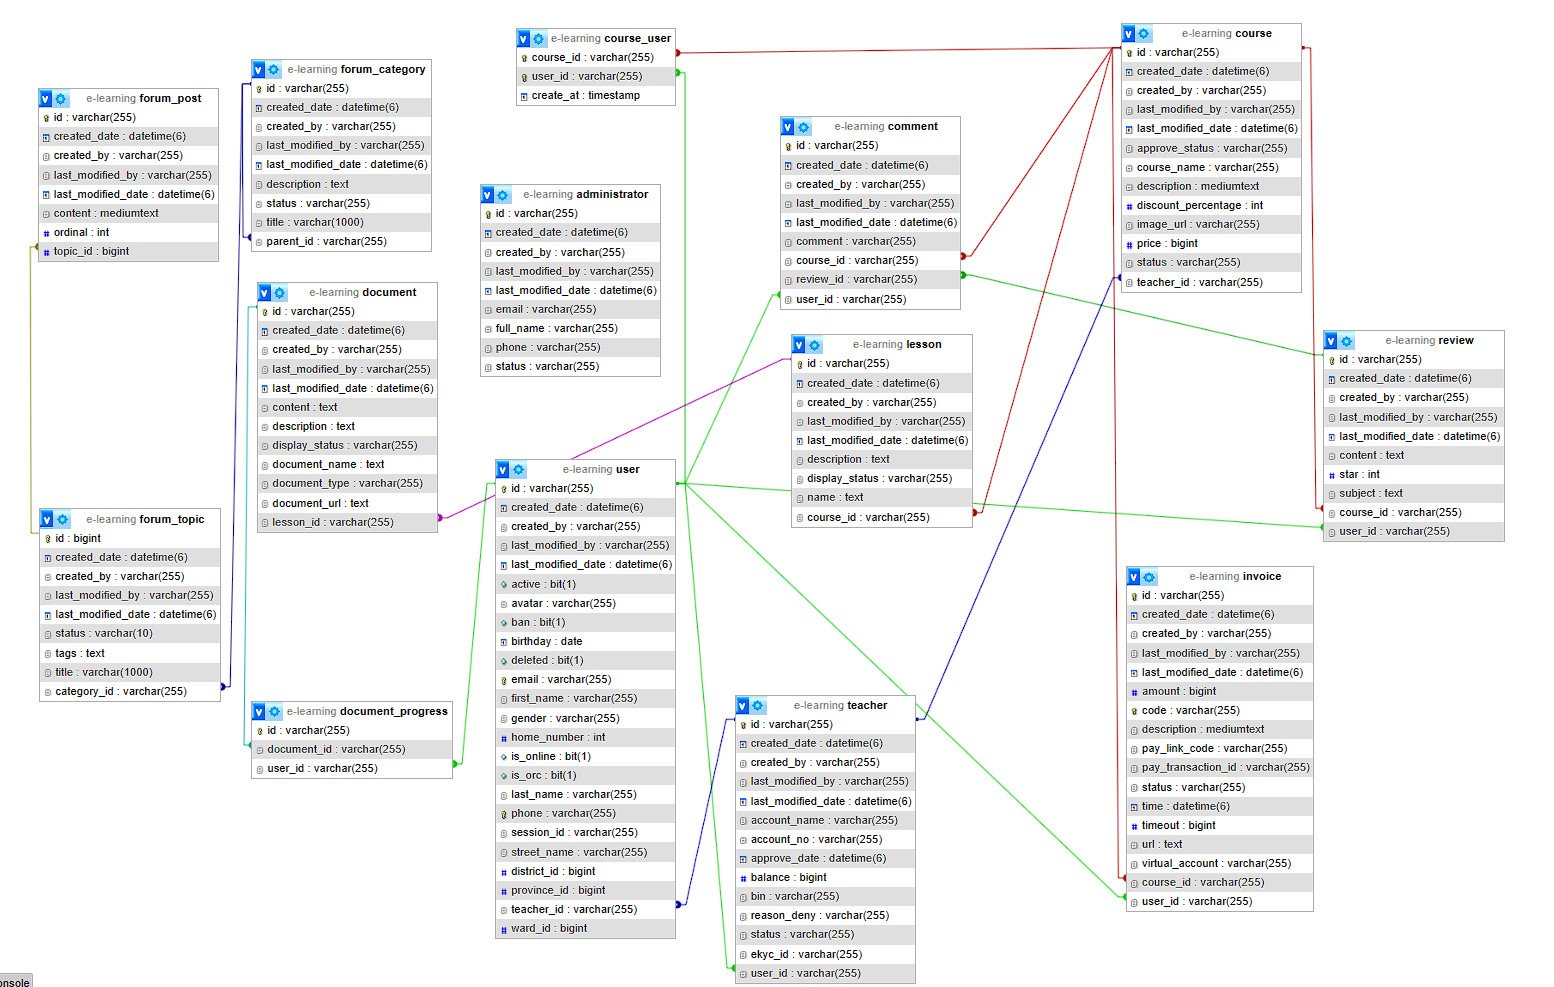 e-learning forum_post
id : varchar(255)
created_date : datetime(6)
created_by : varchar(255)
last_modified_by : varchar(255)
last_modified_date : datetime(6)
content : mediumtext
ordinal : int
topic_id : bigint
e-learning forum_category
id : varchar(255)
created_date : datetime(6)
created_by : varchar(255)
last_modified_by : varchar(255)
last_modified_date : datetime(6)
description : text
status : varchar(255)
title : varchar(1000)
parent_id : varchar(255)
e-learning document
id : varchar(255)
created_date : datetime(6)
created_by : varchar(255)
last_modified_by : varchar(255)
last_modified_date : datetime(6)
content : text
description : text
display_status : varchar(255)
document_name : text
document_type : varchar(255)
document_url : text
lesson_id : varchar(255)
e-learning forum_topic
id : bigint
created_date : datetime(6)
created_by : varchar(255)
last_modified_by : varchar(255)
last_modified_date : datetime(6)
status : varchar(10)
tags : text
title : varchar(1000)
category_id : varchar(255)
e-learning document_progress
id : varchar(255)
document_id : varchar(255)
user_id : varchar(255)
e-learning course_user
course_id : varchar(255)
user_id : varchar(255)
create_at : timestamp
e-learning administrator
id : varchar(255)
created_date : datetime(6)
created_by : varchar(255)
last_modified_by : varchar(255)
last_modified_date : datetime(6)
email : varchar(255)
full_name : varchar(255)
phone : varchar(255)
status : varchar(255)
e-learning user
id : varchar(255)
created_date : datetime(6)
created_by : varchar(255)
last_modified_by : varchar(255)
last_modified_date : datetime(6)
active : bit(1)
avatar : varchar(255)
ban : bit(1)
birthday : date
deleted : bit(1)
email : varchar(255)
first_name : varchar(255)
gender : varchar(255)
home_number : int
is_online : bit(1)
is_orc : bit(1)
last_name : varchar(255)
phone : varchar(255)
session_id : varchar(255)
street_name : varchar(255)
district_id : bigint
province_id : bigint
teacher_id : varchar(255)
ward_id : bigint
e-learning comment
id : varchar(255)
created_date : datetime(6)
created_by : varchar(255)
last_modified_by : varchar(255)
last_modified_date : datetime(6)
comment : varchar(255)
course_id : varchar(255)
review_id : varchar(255)
user_id : varchar(255)
e-learning lesson
id : varchar(255)
created_date : datetime(6)
created_by : varchar(255)
last_modified_by : varchar(255)
last_modified_date : datetime(6)
description : text
display_status : varchar(255)
name : text
course_id : varchar(255)
e-learning teacher
id : varchar(255)
created_date : datetime(6)
created_by : varchar(255)
last_modified_by : varchar(255)
last_modified_date : datetime(6)
account_name : varchar(255)
account_no : varchar(255)
approve_date : datetime(6)
balance : bigint
bin : varchar(255)
reason_deny : varchar(255)
status : varchar(255)
ekyc_id : varchar(255)
user_id : varchar(255)
e-learning course
id : varchar(255)
created_date : datetime(6)
created_by : varchar(255)
last_modified_by : varchar(255)
last_modified_date : datetime(6)
approve_status : varchar(255)
course_name : varchar(255)
description : mediumtext
discount_percentage : int
image_url : varchar(255)
price : bigint
status : varchar(255)
teacher_id : varchar(255)
e-learning review
id : varchar(255)
created_date : datetime(6)
created_by : varchar(255)
last_modified_by : varchar(255)
last_modified_date : datetime(6)
content : text
star : int
subject : text
course_id : varchar(255)
user_id : varchar(255)
e-learning invoice
id : varchar(255)
created_date : datetime(6)
created_by : varchar(255)
last_modified_by : varchar(255)
last_modified_date : datetime(6)
amount : bigint
code : varchar(255)
description : mediumtext
pay_link_code : varchar(255)
pay_transaction_id : varchar(255)
status : varchar(255)
time : datetime(6)
timeout : bigint
url : text
virtual_account : varchar(255)
course_id : varchar(255)
user_id : varchar(255)
onsole